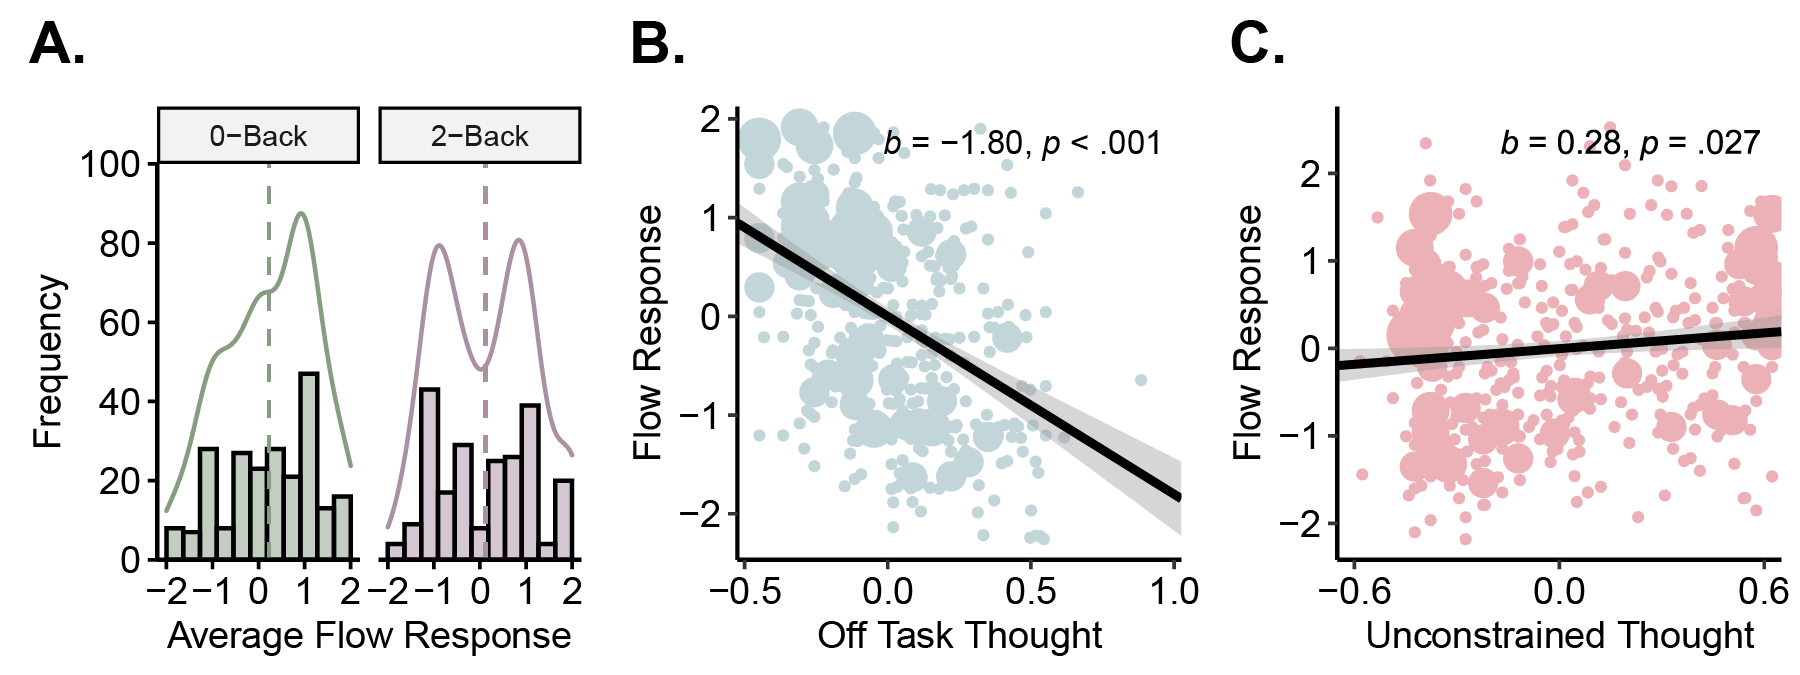 A.
B.
C.
0−Back
2−Back
100
80
60
40
20
0
Frequency
−2
−1
0
1
2
−2
−1
0
1
2
Average Flow Response
b = −1.80, p < .001
2
1
0
−1
−2
Flow Response
−0.5
0.0
0.5
1.0
Off Task Thought
b = 0.28, p = .027
2
1
0
−1
−2
Flow Response
−0.6
0.0
0.6
Unconstrained Thought